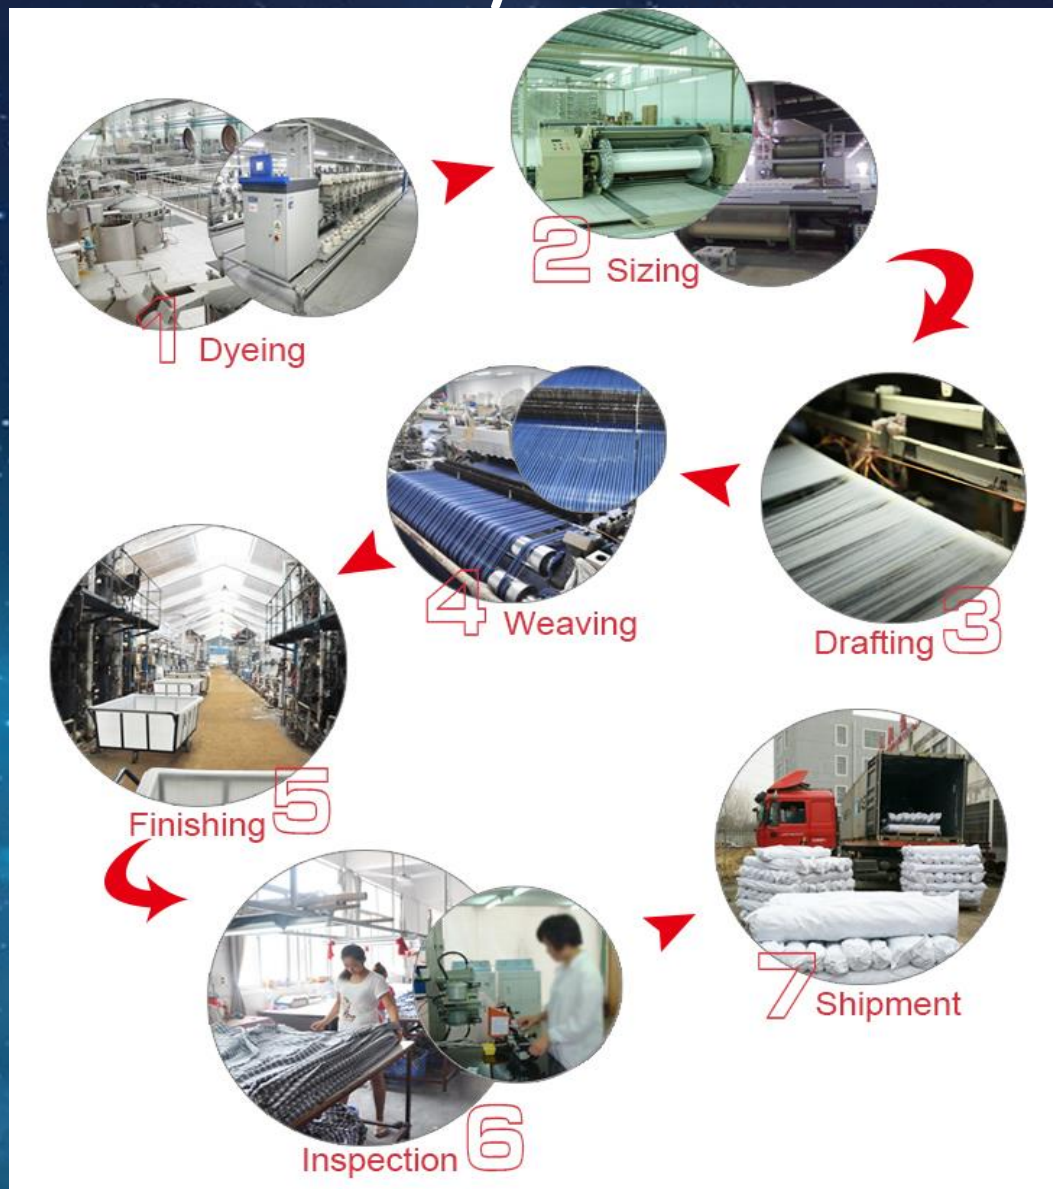 1
Dyeing
2
Sizing
3
Drafting
4
Weaving
5
Finishing
6
Inspection
7
Shipment